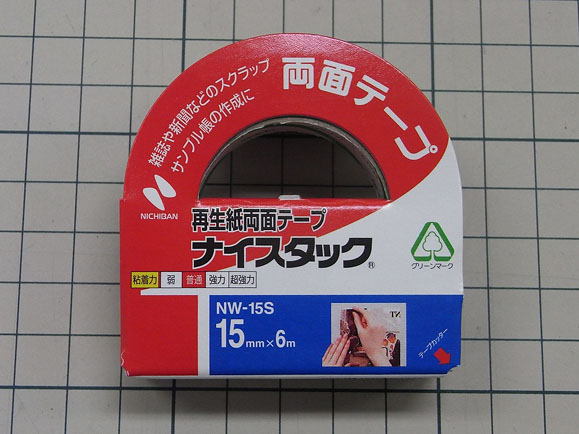 両面テープ
雑誌や新聞などのスクラップ
サンプル帳の作成に
NICHIBAN
再生紙両面テープ
ナイスタック®
グリーンマーク
粘着力 弱 普通 強力 超強力
NW-15S
15mm×6m
テープカッター